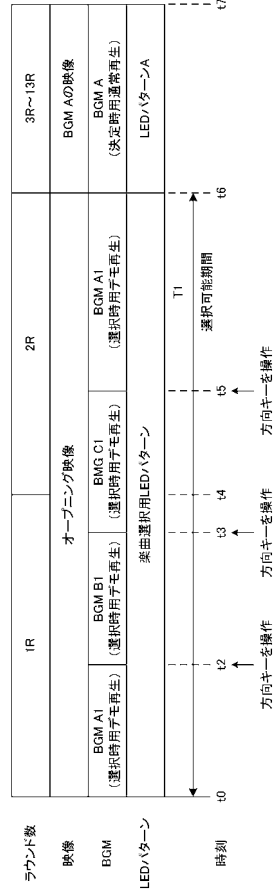 ラウンド数
1R
2R
3R～13R
映像
オープニング映像
BGM Aの映像
BGM
BGM A1
(選択時用デモ再生)
BGM B1
(選択時用デモ再生)
BMG C1
(選択時用デモ再生)
BGM A1
(選択時用デモ再生)
BGM A
(決定時用通常再生)
LEDパターン
楽曲選択用LEDパターン
LEDパターンA
T1
選択可能期間
時刻
t0
t2
t3
t4
t5
t6
t7
方向キーを操作
方向キーを操作
方向キーを操作